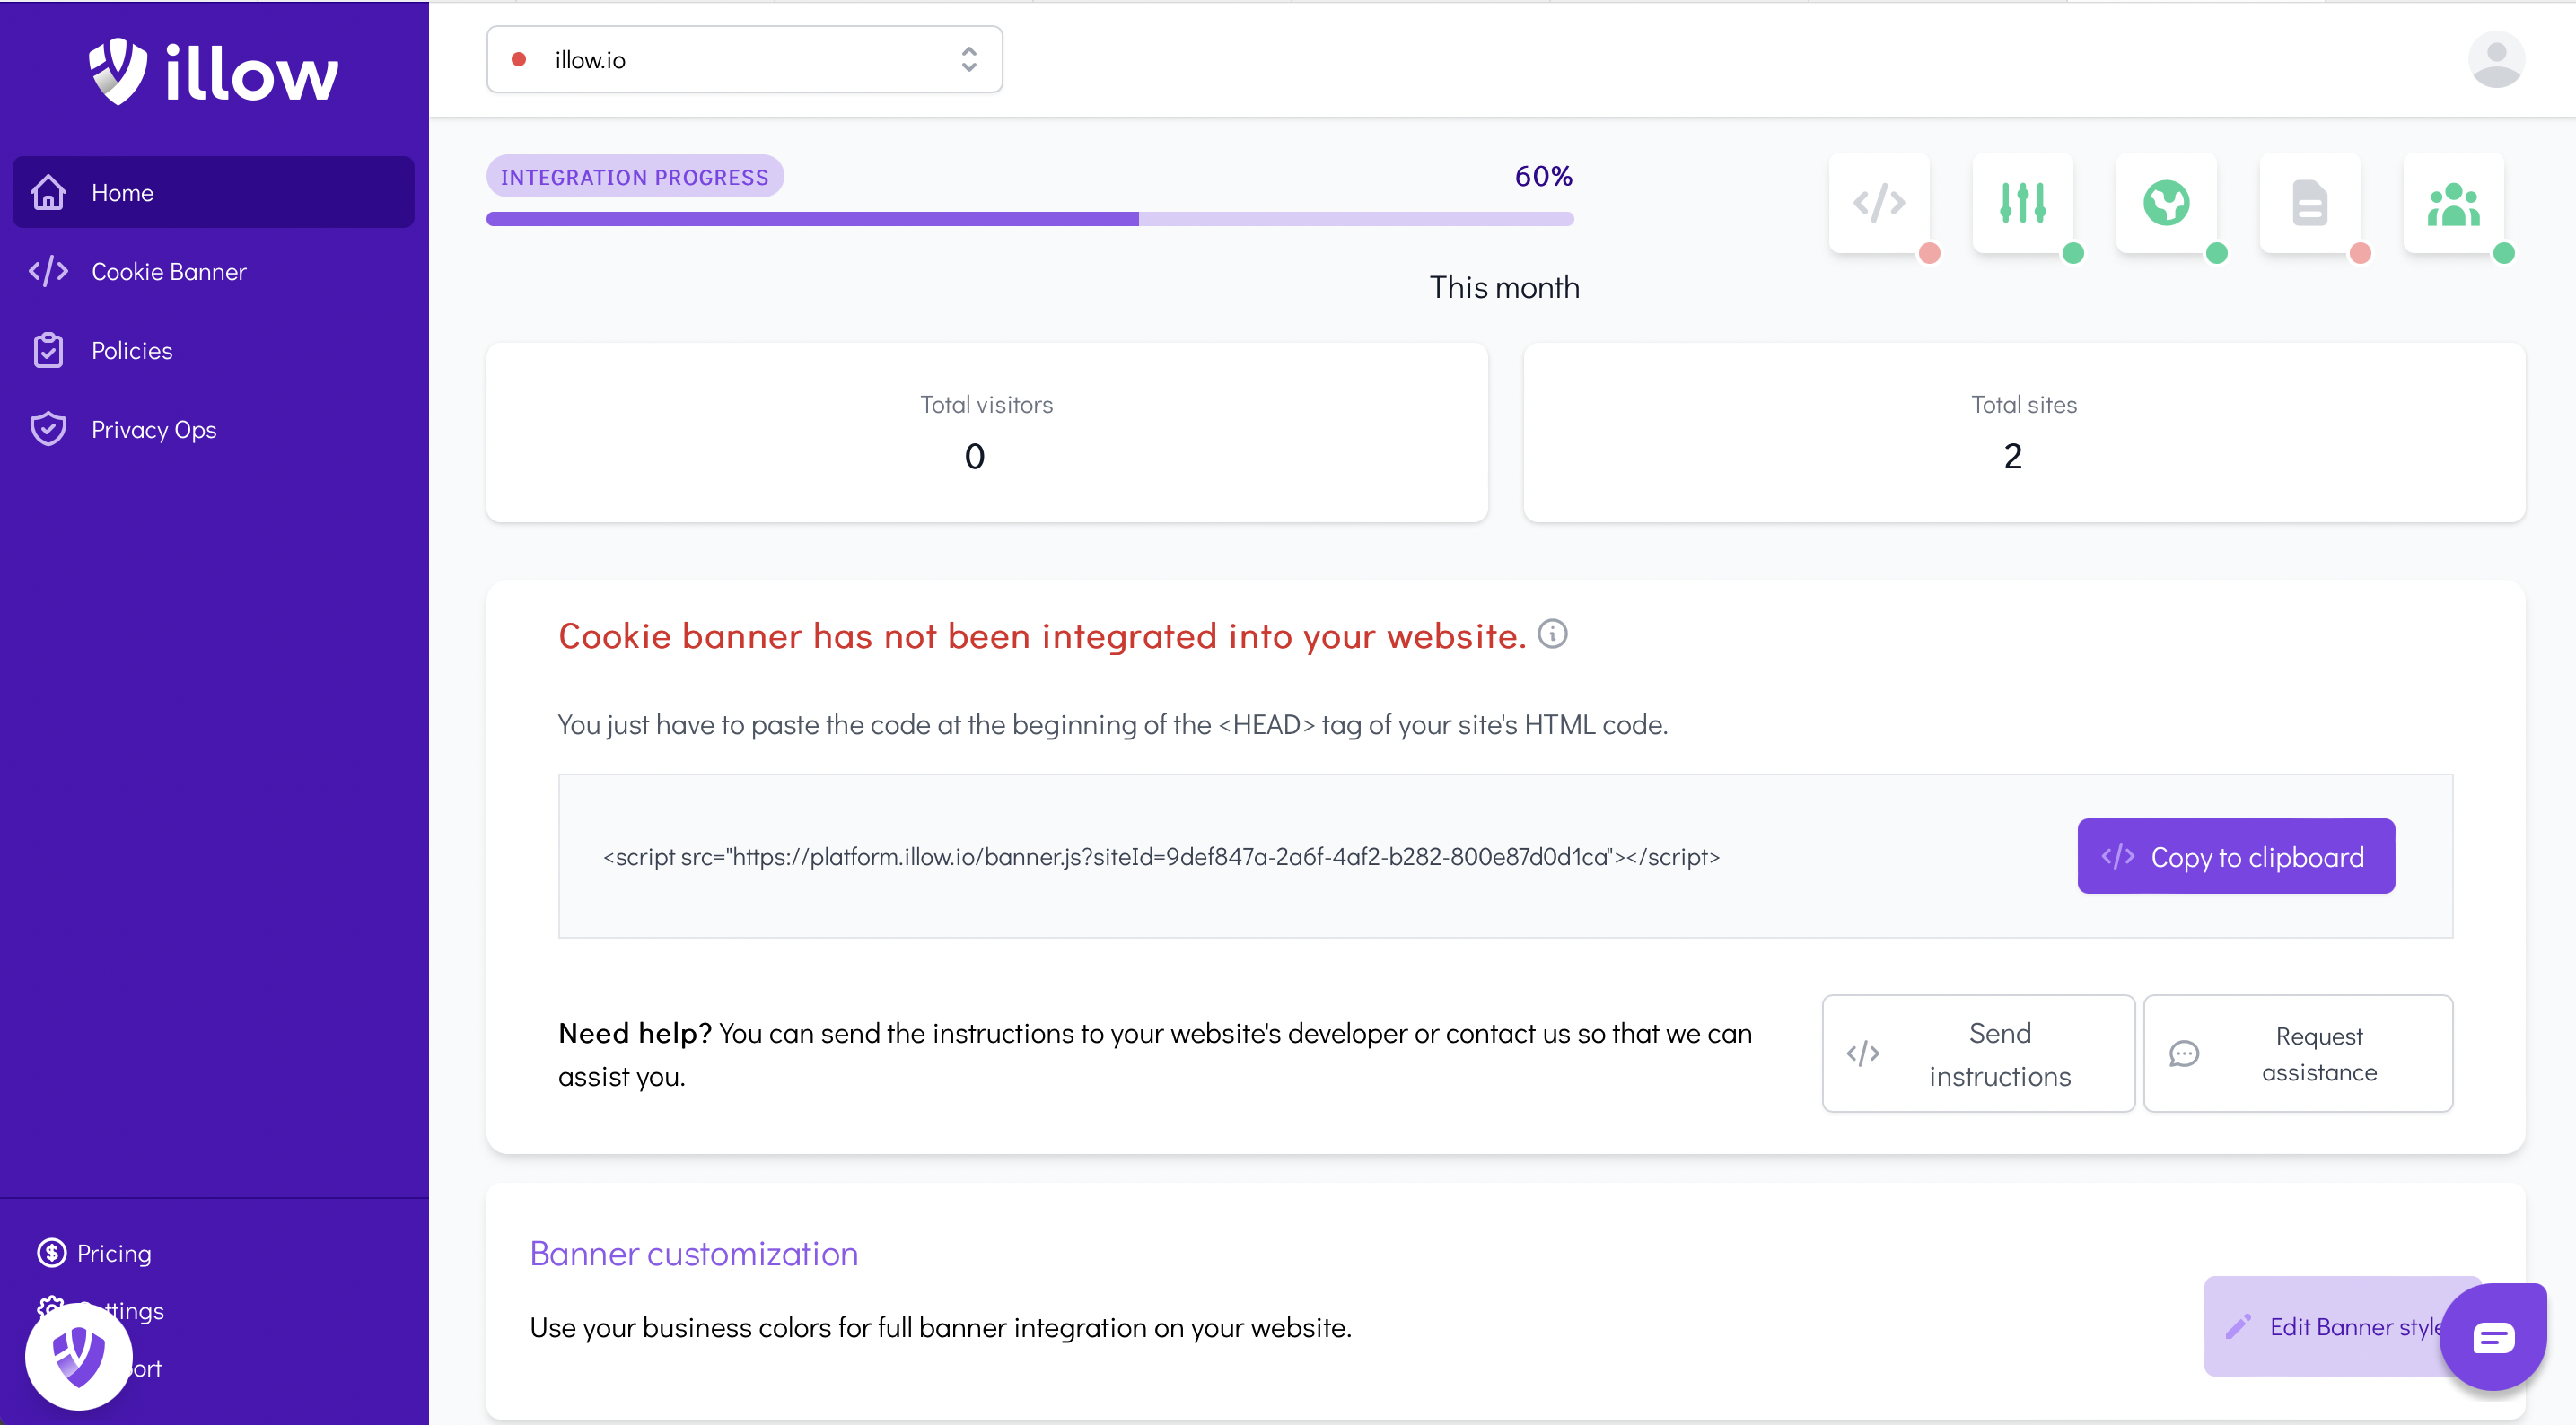 illow
illow.io
Home
Cookie Banner
Policies
Privacy Ops
INTEGRATION PROGRESS
60%
This month
Total visitors
0
Total sites
2
Cookie banner has not been integrated into your website.
You just have to paste the code at the beginning of the <HEAD> tag of your site's HTML code.
<script src="https://platform.illow.io/banner.js?siteId=9def847a-2a6f-4af2-b282-800e87d0d1ca"></script>
</> Copy to clipboard
Need help? You can send the instructions to your website's developer or contact us so that we can
assist you.
Send
instructions
Request
assistance
Banner customization
Use your business colors for full banner integration on your website.
Edit Banner style
Pricing